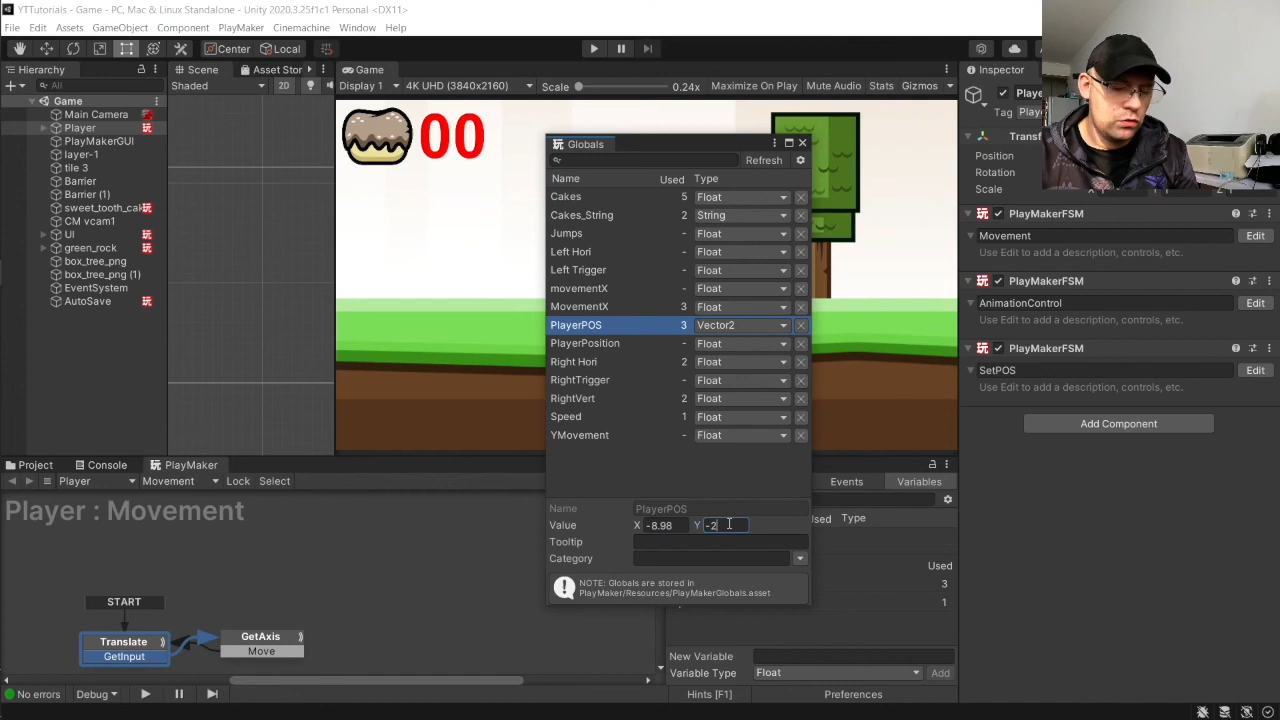 YTTutorials - Game - PC, Mac & Linux Standalone - Unity 2020.3.25f1c1 Personal <DX11>
File Edit Assets GameObject Component PlayMaker Cinemachine Window Help
Center Local
Hierarchy Scene Asset Stor Game Inspector
All Shaded 2D Display 1 4K UHD (3840x2160) Scale 0.24x Maximize On Play Mute Audio Stats Gizmos
Game
Main Camera
Player
PlayMakerGUI
layer-1
tile 3
Barrier
Barrier (1)
sweet_tooth_cak
CM vcam1
UI
green_rock
box_tree_png
box_tree_png (1)
EventSystem
AutoSave
00
Globals
Refresh
Name Used Type
Cakes 5 Float
Cakes_String 2 String
Jumps - Float
Left Hori - Float
Left Trigger - Float
movementX - Float
MovementX 3 Float
PlayerPOS 3 Vector2
PlayerPosition - Float
Right Hori 2 Float
RightTrigger - Float
RightVert 2 Float
Speed 1 Float
YMovement - Float
Name PlayerPOS
Value X -8.98 Y -2
Tooltip
Category
NOTE: Globals are stored in
PlayMaker/Resources/PlayMakerGlobals.asset
Tag
Position
Rotation
Scale
PlayMakerFSM
Movement Edit
Use Edit to add a description, controls, etc.
PlayMakerFSM
AnimationControl Edit
Use Edit to add a description, controls, etc.
PlayMakerFSM
SetPOS Edit
Use Edit to add a description, controls, etc.
Add Component
Project Console PlayMaker
Player Movement Lock Select
Player : Movement
START
Translate
GetInput
GetAxis
Move
Events Variables
Type
Used
3
1
New Variable
Variable Type Float Add
No errors Debug Hints [F1] Preferences